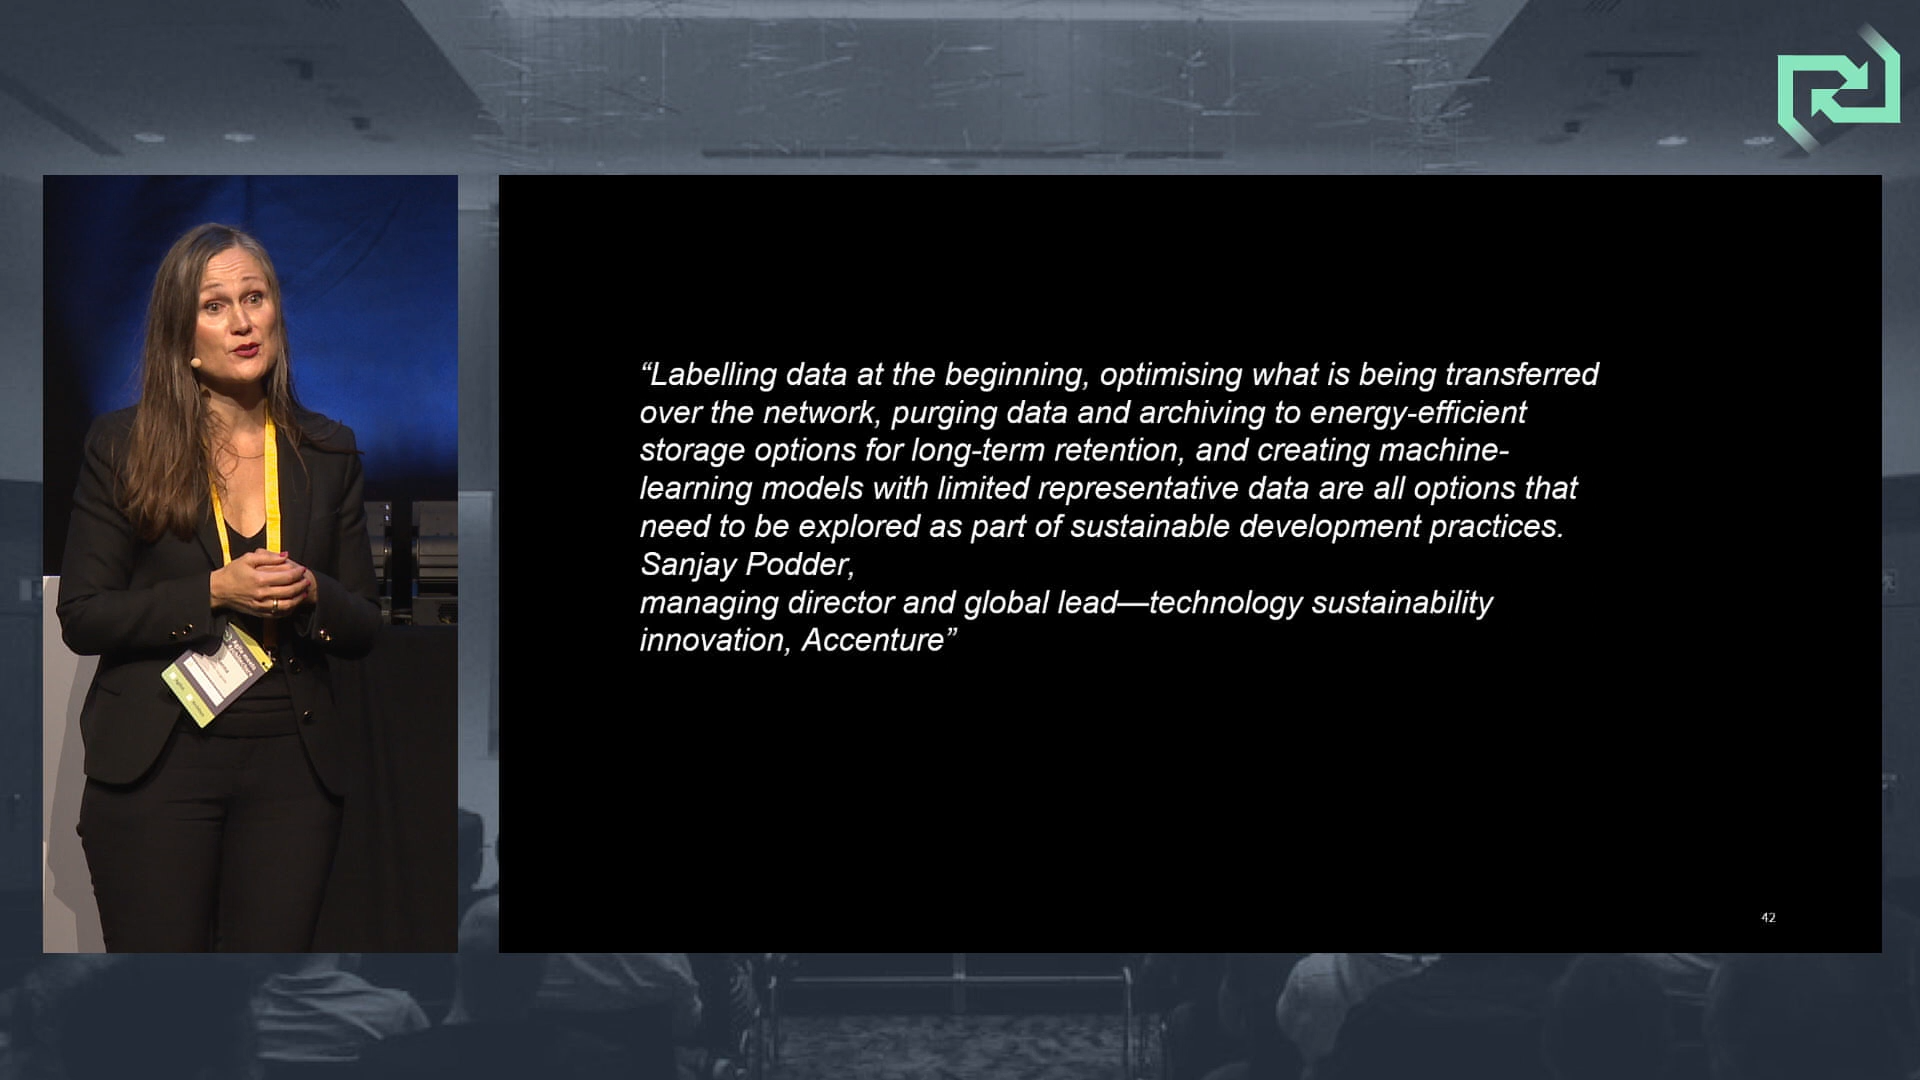 “Labelling data at the beginning, optimising what is being transferred
over the network, purging data and archiving to energy-efficient
storage options for long-term retention, and creating machine-
learning models with limited representative data are all options that
need to be explored as part of sustainable development practices.
Sanjay Podder,
managing director and global lead—technology sustainability
innovation, Accenture”
42
Agile meets
Architecture